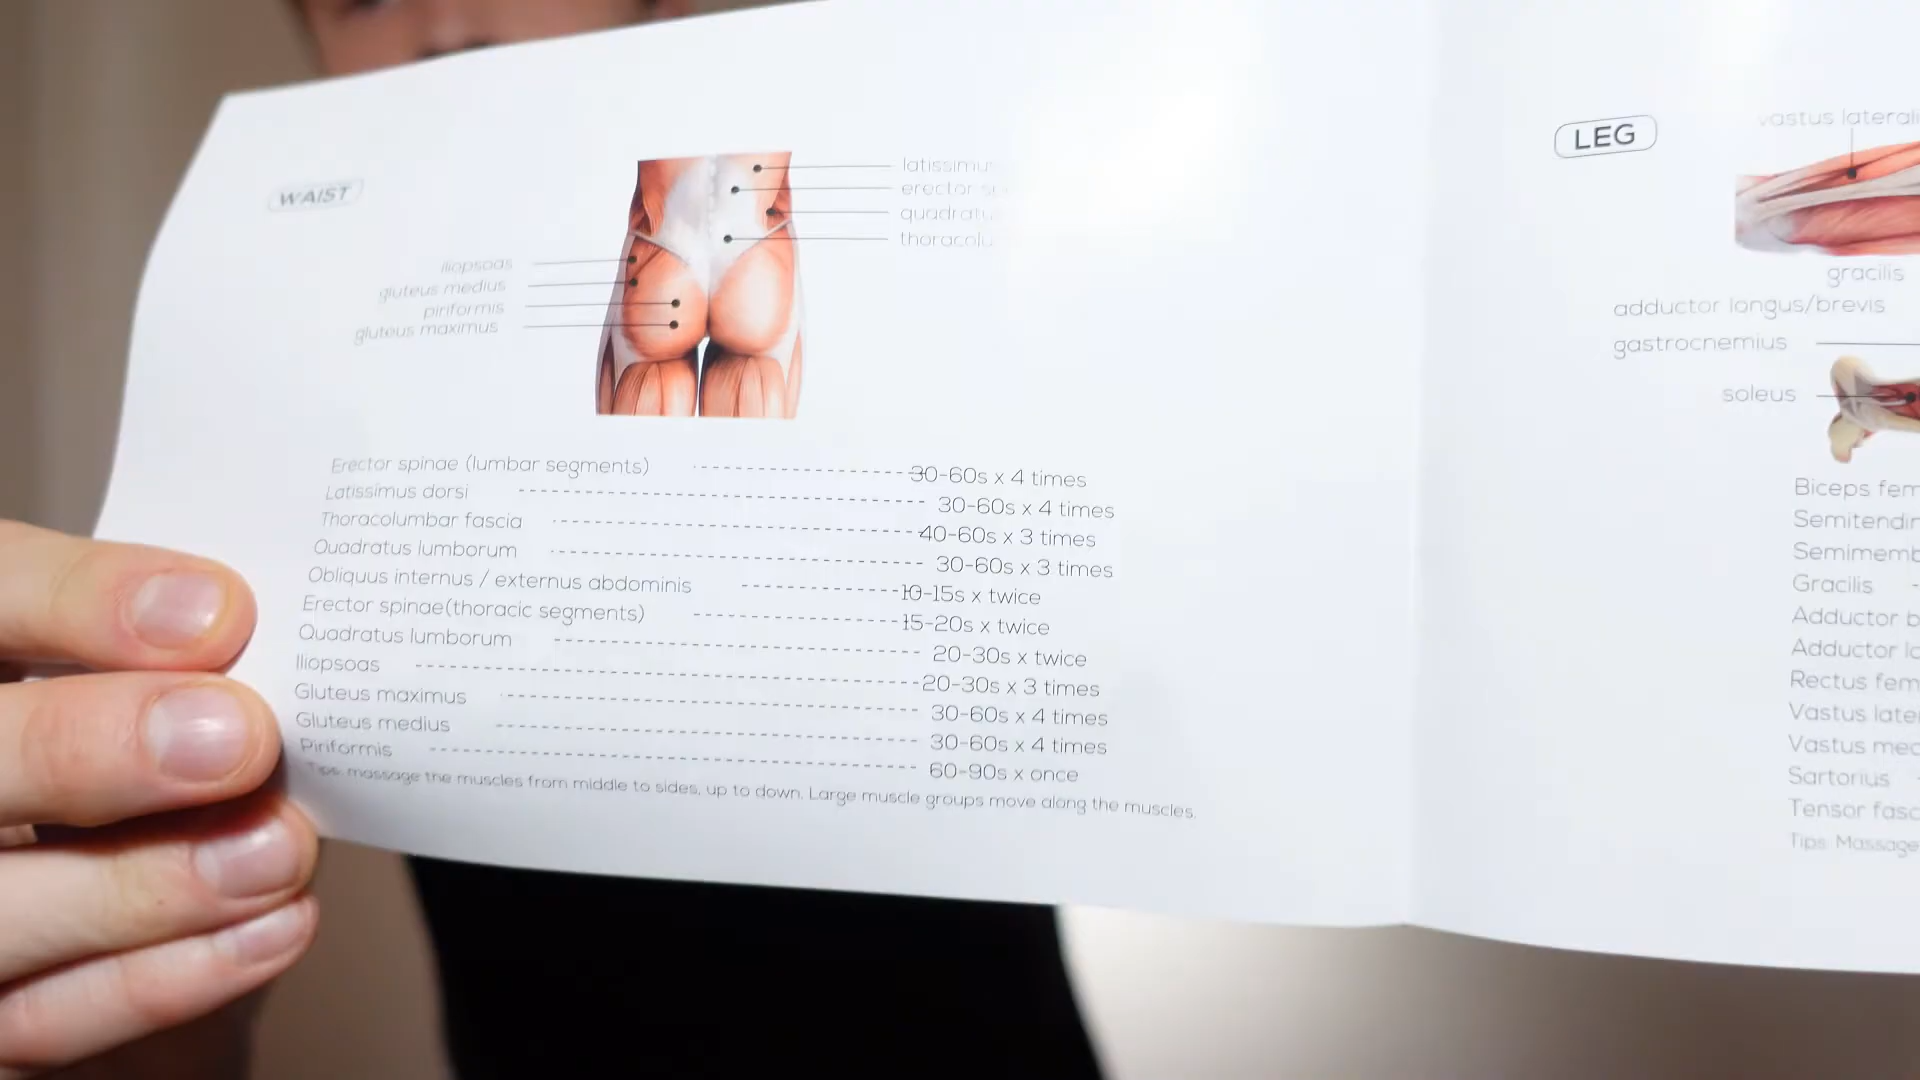 WAIST
latissimus
erector
quadratu
thoracolu
iliopsoas
gluteus medius
piriformis
gluteus maximus
Erector spinae (lumbar segments) 30-60s x 4 times
Latissimus dorsi 30-60s x 4 times
Thoracolumbar fascia 40-60s x 3 times
Quadratus lumborum 30-60s x 3 times
Obliquus internus / externus abdominis 10-15s x twice
Erector spinae(thoracic segments) 15-20s x twice
Quadratus lumborum 20-30s x twice
Iliopsoas 20-30s x 3 times
Gluteus maximus 30-60s x 4 times
Gluteus medius 30-60s x 4 times
Piriformis 60-90s x once
Tips: massage the muscles from middle to sides, up to down. Large muscle groups move along the muscles.
LEG
vastus laterali
gracilis
adductor longus/brevis
gastrocnemius
soleus
Biceps fem
Semitendin
Semimemb
Gracilis
Adductor b
Adductor lo
Rectus fem
Vastus later
Vastus med
Sartorius
Tensor fasc
Tips: Massage